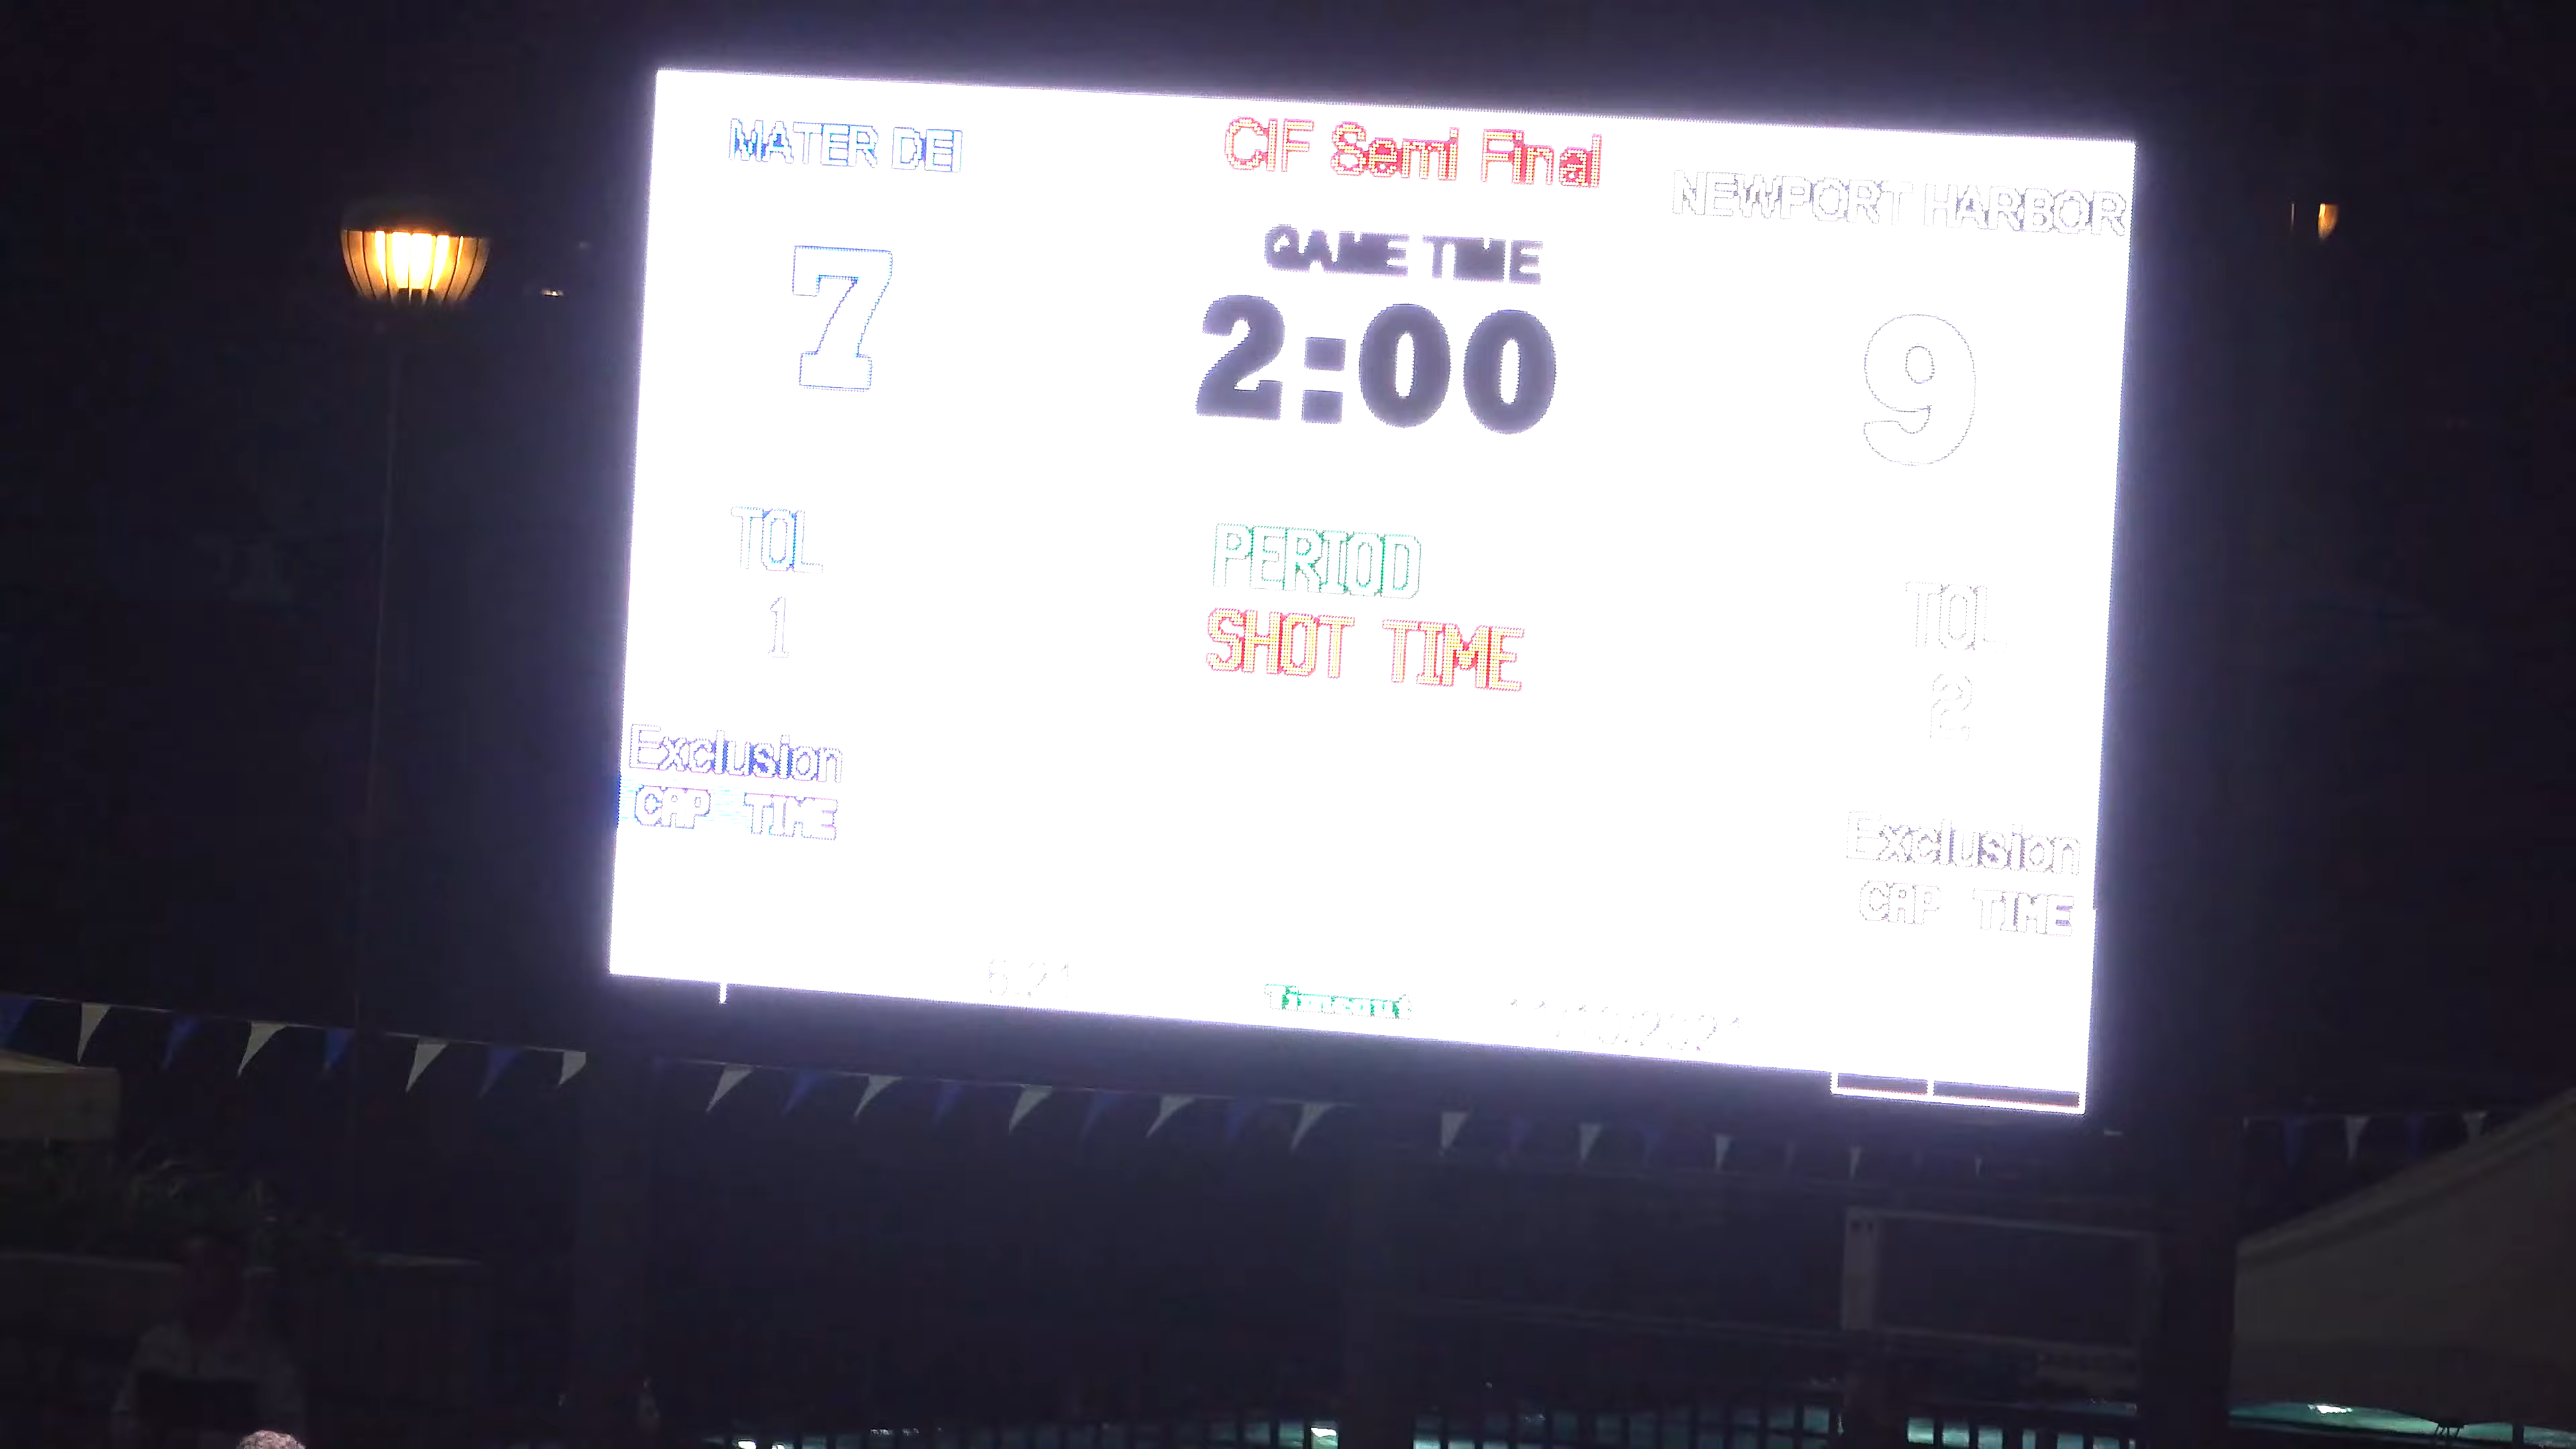 MATER DEI
CIF Semi Final
NEWPORT HARBOR
GAME TIME
7
2:00
9
TOL
1
PERIOD
SHOT TIME
TOL
2
Exclusion
CAP TIME
Exclusion
CAP TIME
Timeout